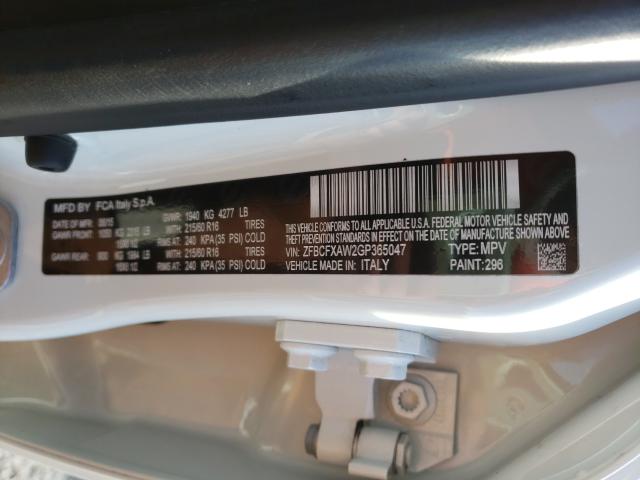 MFD BY FCA Italy S.p.A.
DATE OF MFR GVWR: 1940 KG 4277 LB
GAWR FRONT: KG LB WITH 215/60 R16 TIRES
RIMS AT: 240 KPA (35 PSI) COLD
GAWR REAR: KG LB WITH 215/60 R16 TIRES
RIMS AT: 240 KPA (35 PSI) COLD
THIS VEHICLE CONFORMS TO ALL APPLICABLE U.S.A.
FEDERAL MOTOR VEHICLE SAFETY AND
THEFT PREVENTION STANDARDS IN EFFECT ON THE DATE OF MANUFACTURE SHOWN ABOVE
VIN: ZFBCFXAW2GP365047 TYPE: MPV
VEHICLE MADE IN: ITALY PAINT: 296